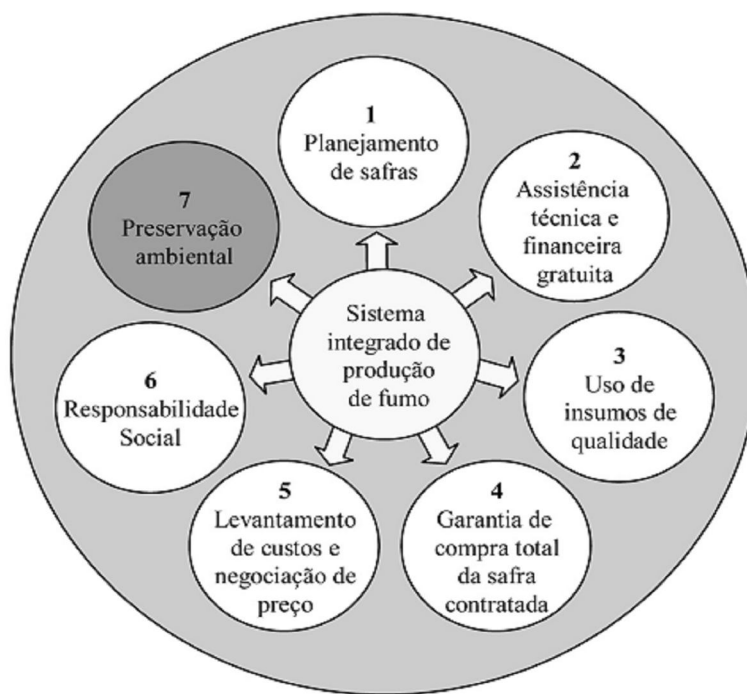 1
Planejamento
de safras
2
Assistência
técnica e
financeira
gratuita
3
Uso de
insumos de
qualidade
4
Garantia de
compra total
da safra
contratada
5
Levantamento
de custos e
negociação de
preço
6
Responsabilidade
Social
7
Preservação
ambiental
Sistema
integrado de
produção
de fumo